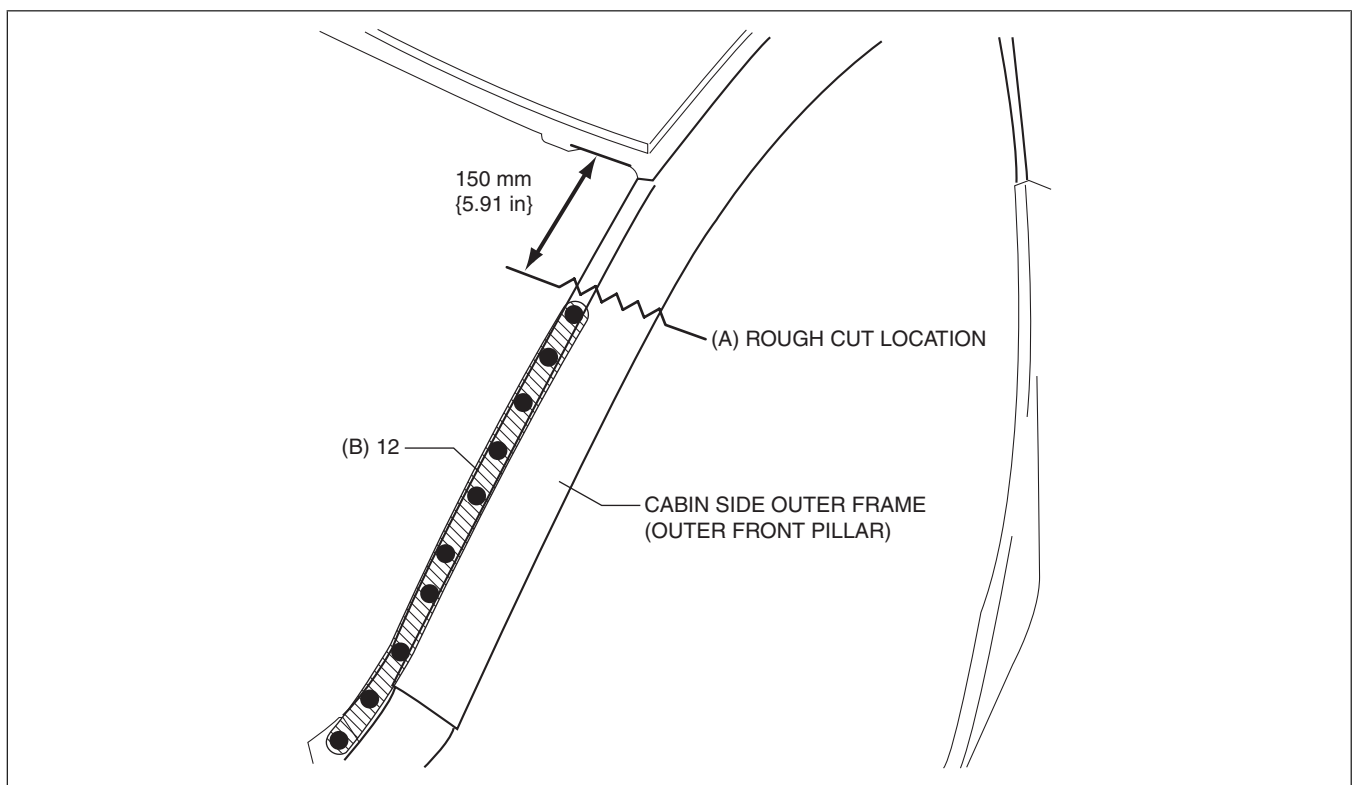 150 mm
{5.91 in}
(A) ROUGH CUT LOCATION
(B) 12
CABIN SIDE OUTER FRAME
(OUTER FRONT PILLAR)